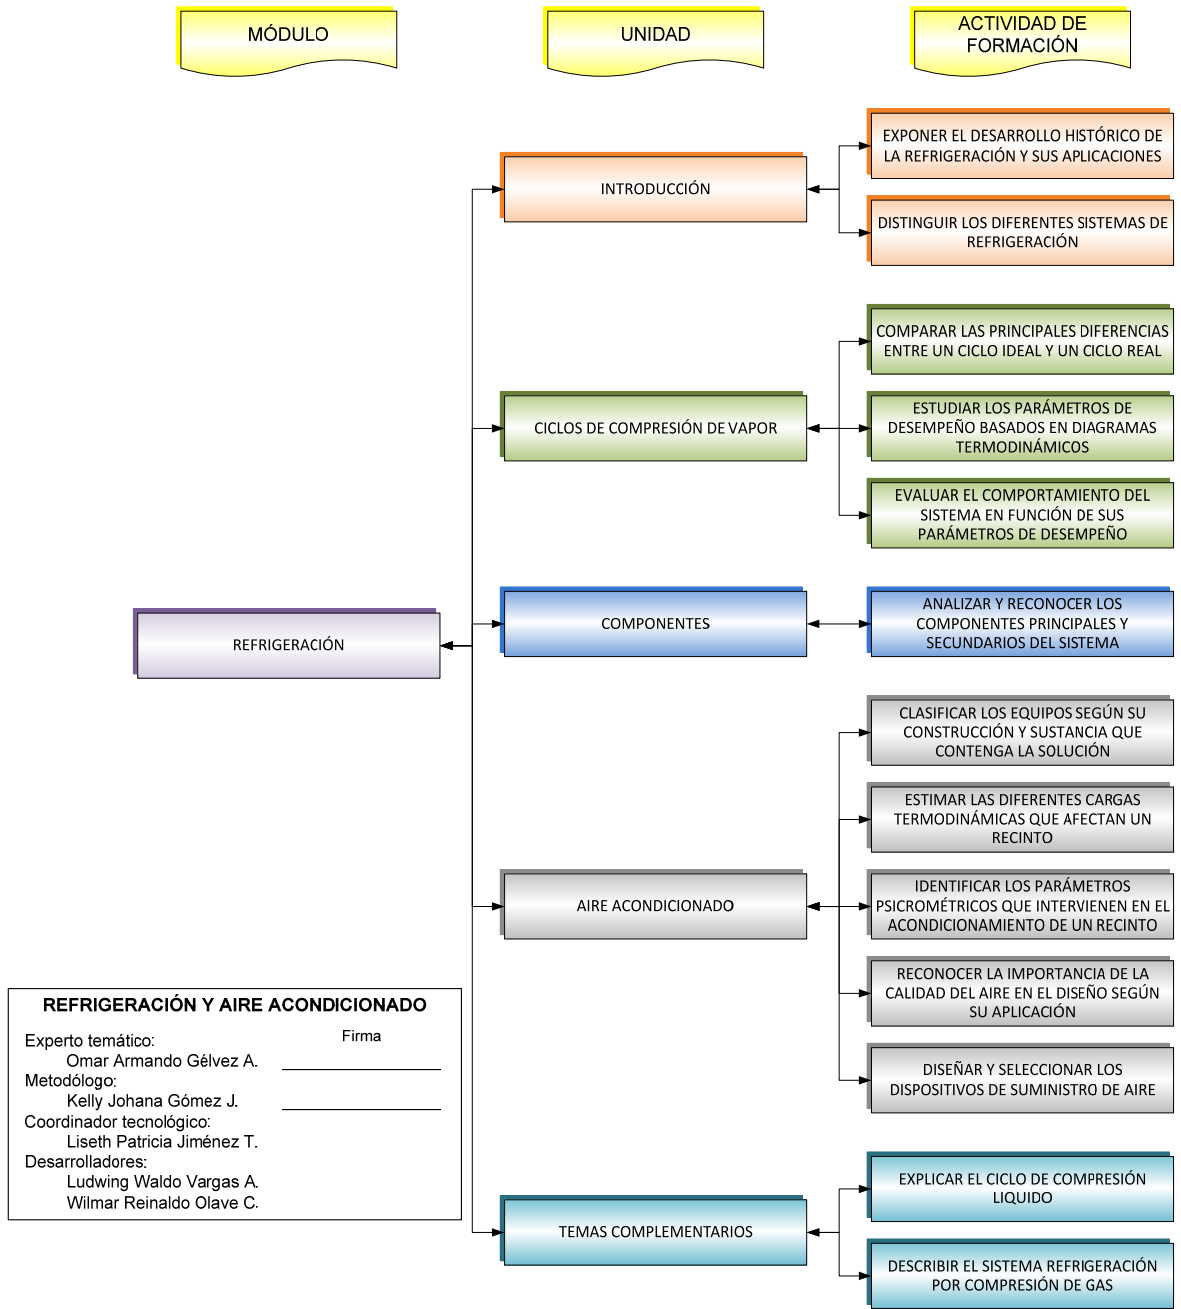 MÓDULO
UNIDAD
ACTIVIDAD DE
FORMACIÓN
REFRIGERACIÓN
INTRODUCCIÓN
EXPONER EL DESARROLLO HISTÓRICO DE
LA REFRIGERACIÓN Y SUS APLICACIONES
DISTINGUIR LOS DIFERENTES SISTEMAS DE
REFRIGERACIÓN
CICLOS DE COMPRESIÓN DE VAPOR
COMPARAR LAS PRINCIPALES DIFERENCIAS
ENTRE UN CICLO IDEAL Y UN CICLO REAL
ESTUDIAR LOS PARÁMETROS DE
DESEMPEÑO BASADOS EN DIAGRAMAS
TERMODINÁMICOS
EVALUAR EL COMPORTAMIENTO DEL
SISTEMA EN FUNCIÓN DE SUS
PARÁMETROS DE DESEMPEÑO
COMPONENTES
ANALIZAR Y RECONOCER LOS
COMPONENTES PRINCIPALES Y
SECUNDARIOS DEL SISTEMA
AIRE ACONDICIONADO
CLASIFICAR LOS EQUIPOS SEGÚN SU
CONSTRUCCIÓN Y SUSTANCIA QUE
CONTENGA LA SOLUCIÓN
ESTIMAR LAS DIFERENTES CARGAS
TERMODINÁMICAS QUE AFECTAN UN
RECINTO
IDENTIFICAR LOS PARÁMETROS
PSICROMÉTRICOS QUE INTERVIENEN EN EL
ACONDICIONAMIENTO DE UN RECINTO
RECONOCER LA IMPORTANCIA DE LA
CALIDAD DEL AIRE EN EL DISEÑO SEGÚN
SU APLICACIÓN
DISEÑAR Y SELECCIONAR LOS
DISPOSITIVOS DE SUMINISTRO DE AIRE
TEMAS COMPLEMENTARIOS
EXPLICAR EL CICLO DE COMPRESIÓN
LIQUIDO
DESCRIBIR EL SISTEMA REFRIGERACIÓN
POR COMPRESIÓN DE GAS
REFRIGERACIÓN Y AIRE ACONDICIONADO
Experto temático:
Firma
Omar Armando Gélvez A.
Metodólogo:
Kelly Johana Gómez J.
Coordinador tecnológico:
Liseth Patricia Jiménez T.
Desarrolladores:
Ludwing Waldo Vargas A.
Wilmar Reinaldo Olave C.